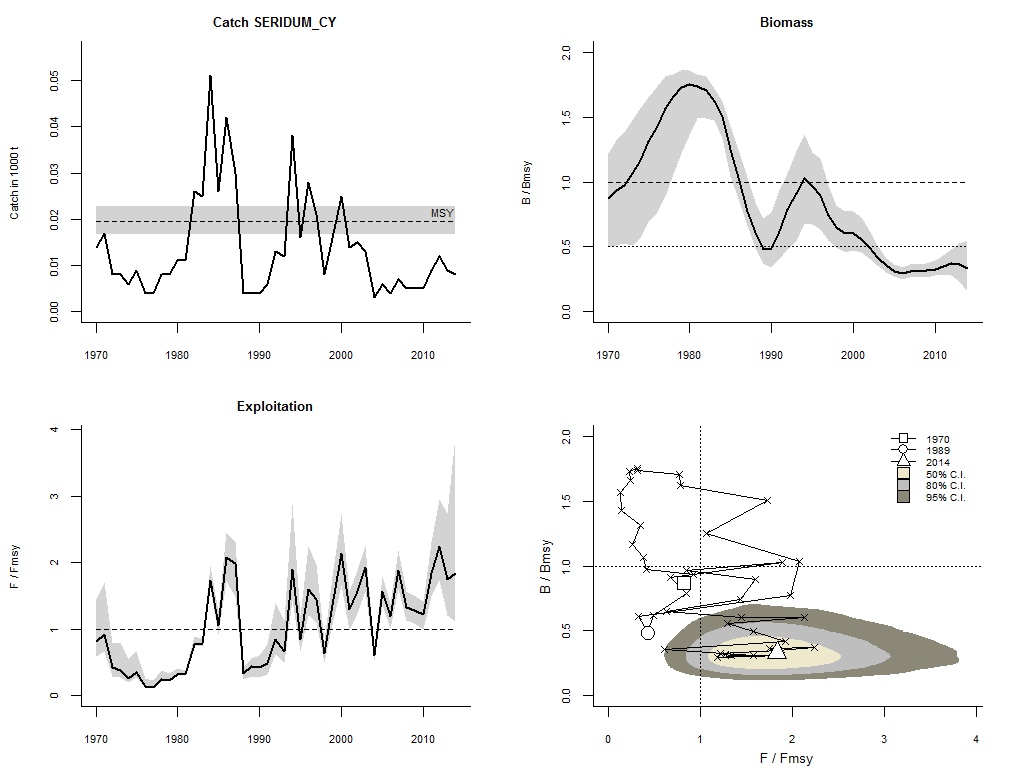 Catch SERIDUM_CY
Catch in 1000 t
0.00 0.01 0.02 0.03 0.04 0.05
MSY
1970 1980 1990 2000 2010
Biomass
B / Bmsy
0.0 0.5 1.0 1.5 2.0
1970 1980 1990 2000 2010
Exploitation
F / Fmsy
0 1 2 3 4
1970 1980 1990 2000 2010
B / Bmsy
0.0 0.5 1.0 1.5 2.0
1970
1989
2014
50% C.I.
80% C.I.
95% C.I.
0 1 2 3 4
F / Fmsy